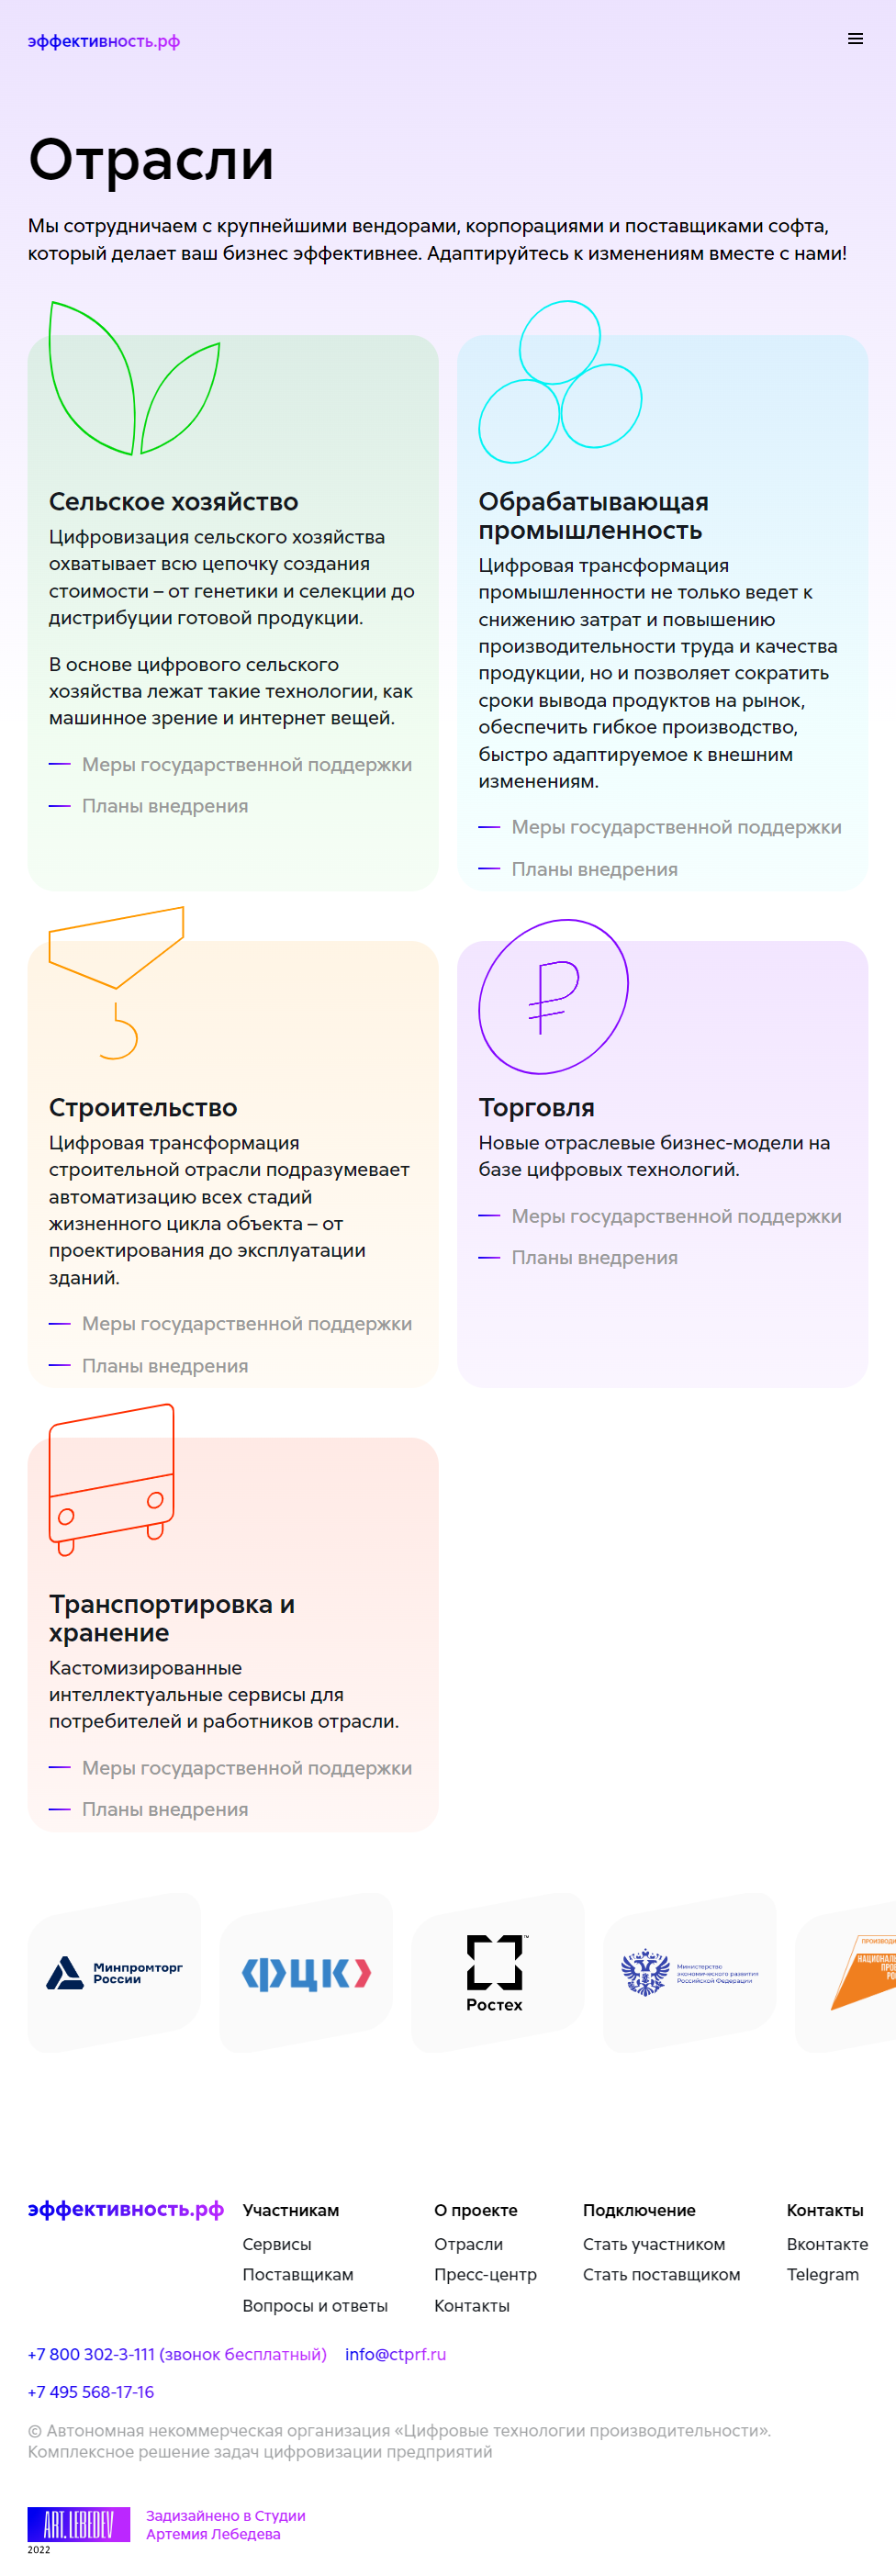 эффективность.рф
Отрасли
Мы сотрудничаем с крупнейшими вендорами, корпорациями и поставщиками софта,
который делает ваш бизнес эффективнее. Адаптируйтесь к изменениям вместе с нами!
Сельское хозяйство
Цифровизация сельского хозяйства
охватывает всю цепочку создания
стоимости – от генетики и селекции до
дистрибуции готовой продукции.
В основе цифрового сельского
хозяйства лежат такие технологии, как
машинное зрение и интернет вещей.
Меры государственной поддержки
Планы внедрения
Обрабатывающая
промышленность
Цифровая трансформация
промышленности не только ведет к
снижению затрат и повышению
производительности труда и качества
продукции, но и позволяет сократить
сроки вывода продуктов на рынок,
обеспечить гибкое производство,
быстро адаптируемое к внешним
изменениям.
Меры государственной поддержки
Планы внедрения
Строительство
Цифровая трансформация
строительной отрасли подразумевает
автоматизацию всех стадий
жизненного цикла объекта – от
проектирования до эксплуатации
зданий.
Меры государственной поддержки
Планы внедрения
₽
Торговля
Новые отраслевые бизнес-модели на
базе цифровых технологий.
Меры государственной поддержки
Планы внедрения
Транспортировка и
хранение
Кастомизированные
интеллектуальные сервисы для
потребителей и работников отрасли.
Меры государственной поддержки
Планы внедрения
Минпромторг
России
ФЦК
Ростех
Министерство
экономического развития
Российской Федерации
эффективность.рф
Участникам
Сервисы
Поставщикам
Вопросы и ответы
О проекте
Отрасли
Пресс-центр
Контакты
Подключение
Стать участником
Стать поставщиком
Контакты
Вконтакте
Telegram
+7 800 302-3-111 (звонок бесплатный) info@ctprf.ru
+7 495 568-17-16
© Автономная некоммерческая организация «Цифровые технологии производительности».
Комплексное решение задач цифровизации предприятий
ART. LEBEDEV
2022
Задизайнено в Студии
Артемия Лебедева